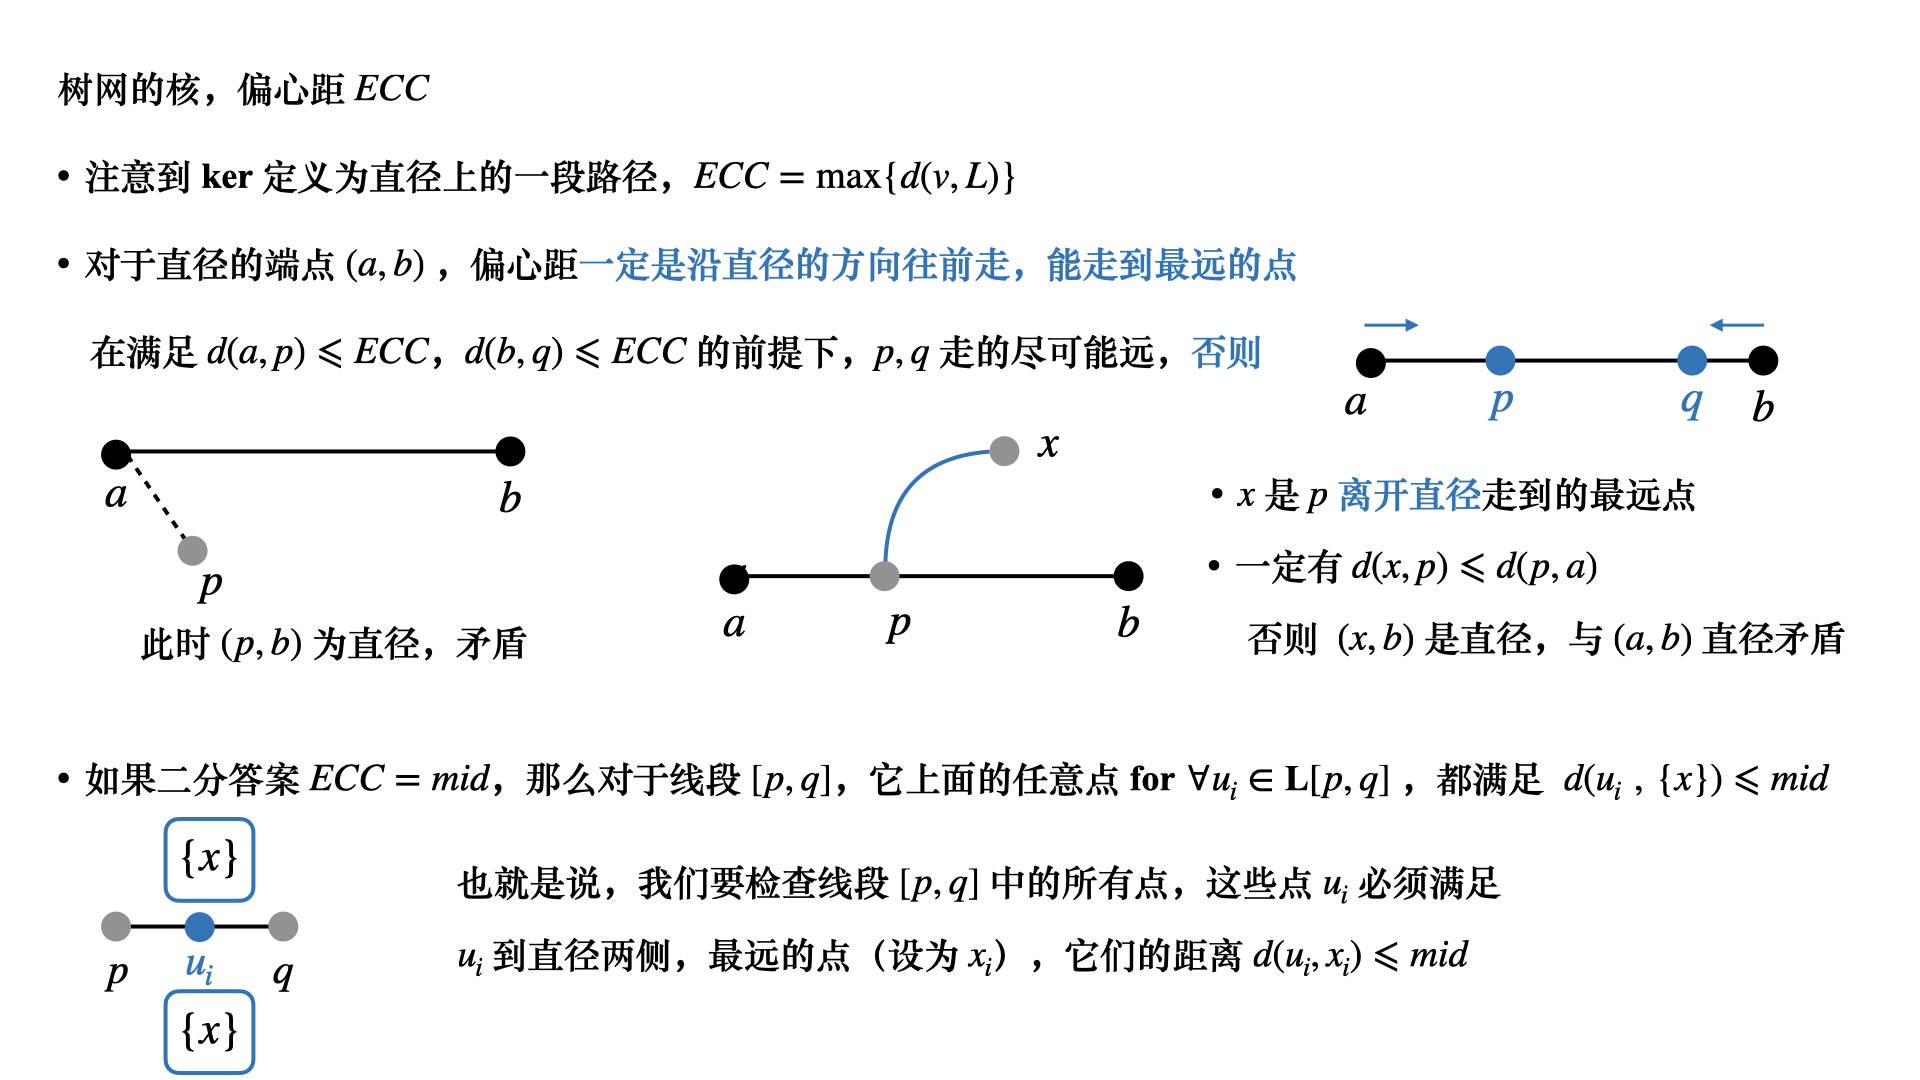 树网的核，偏心距 ECC
• 注意到 ker 定义为直径上的一段路径，ECC = max{d(v, L)}
• 对于直径的端点 (a, b) ，偏心距一定是沿直径的方向往前走，能走到最远的点
在满足 d(a, p) ⩽ ECC，d(b, q) ⩽ ECC 的前提下，p, q 走的尽可能远，否则
a
p
q
b
a
b
p
此时 (p, b) 为直径，矛盾
x
a
p
b
• x 是 p 离开直径走到的最远点
• 一定有 d(x, p) ⩽ d(p, a)
否则 (x, b) 是直径，与 (a, b) 直径矛盾
• 如果二分答案 ECC = mid，那么对于线段 [p, q]，它上面的任意点 for ∀u_i ∈ L[p, q] ，都满足 d(u_i , {x}) ⩽ mid
{x}
p
u_i
q
{x}
也就是说，我们要检查线段 [p, q] 中的所有点，这些点 u_i 必须满足
u_i 到直径两侧，最远的点（设为 x_i），它们的距离 d(u_i, x_i) ⩽ mid